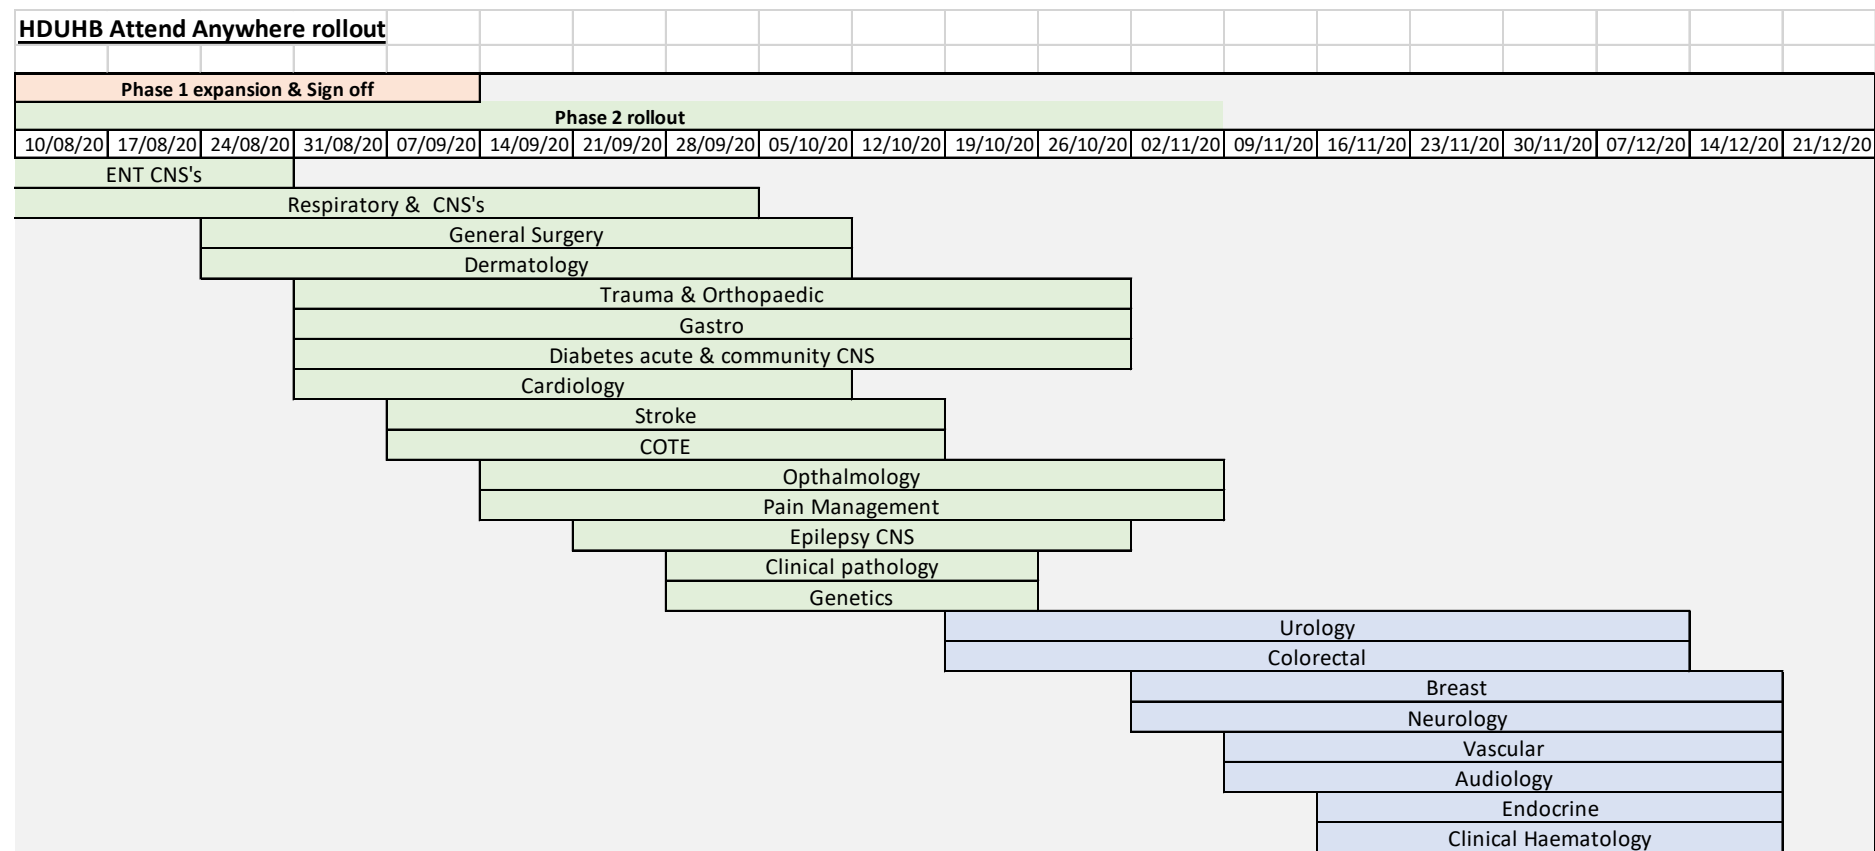 HDUHB Attend Anywhere rollout
Phase 1 expansion & Sign off
Phase 2 rollout
10/08/20 17/08/20 24/08/20 31/08/20 07/09/20 14/09/20 21/09/20 28/09/20 05/10/20 12/10/20 19/10/20 26/10/20 02/11/20 09/11/20 16/11/20 23/11/20 30/11/20 07/12/20 14/12/20 21/12/20
ENT CNS's
Respiratory & CNS's
General Surgery
Dermatology
Trauma & Orthopaedic
Gastro
Diabetes acute & community CNS
Cardiology
Stroke
COTE
Opthalmology
Pain Management
Epilepsy CNS
Clinical pathology
Genetics
Urology
Colorectal
Breast
Neurology
Vascular
Audiology
Endocrine
Clinical Haematology